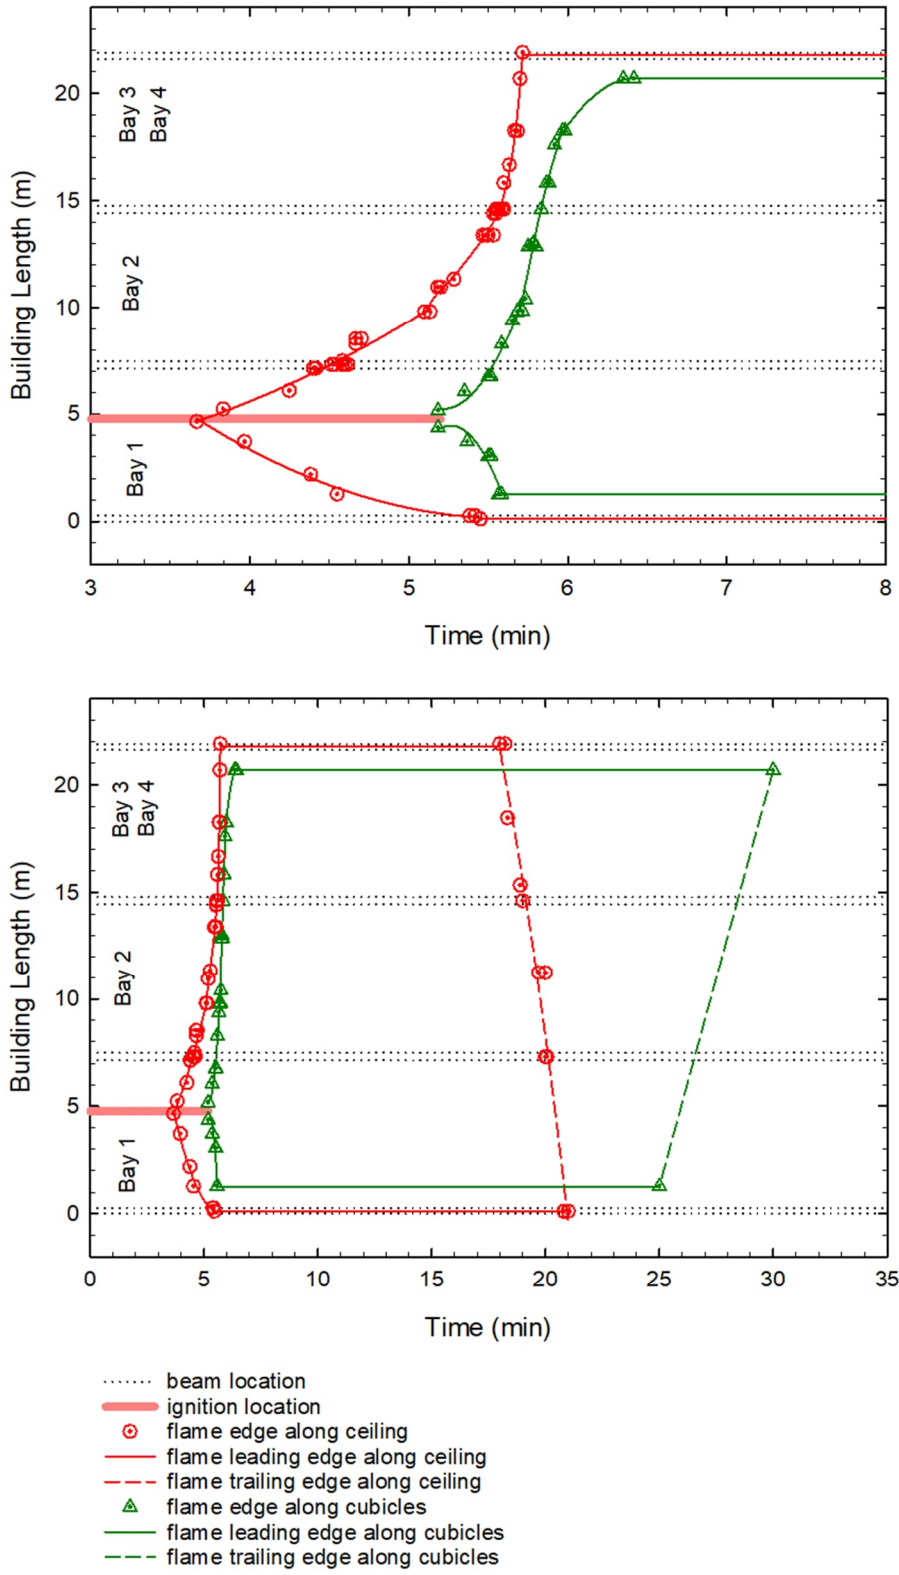 20
15
10
5
0
Building Length (m)
Bay 3
Bay 4
Bay 2
Bay 1
3 4 5 6 7 8
Time (min)
20
15
10
5
0
Building Length (m)
Bay 3
Bay 4
Bay 2
Bay 1
0 5 10 15 20 25 30 35
Time (min)
beam location
ignition location
flame edge along ceiling
flame leading edge along ceiling
flame trailing edge along ceiling
flame edge along cubicles
flame leading edge along cubicles
flame trailing edge along cubicles